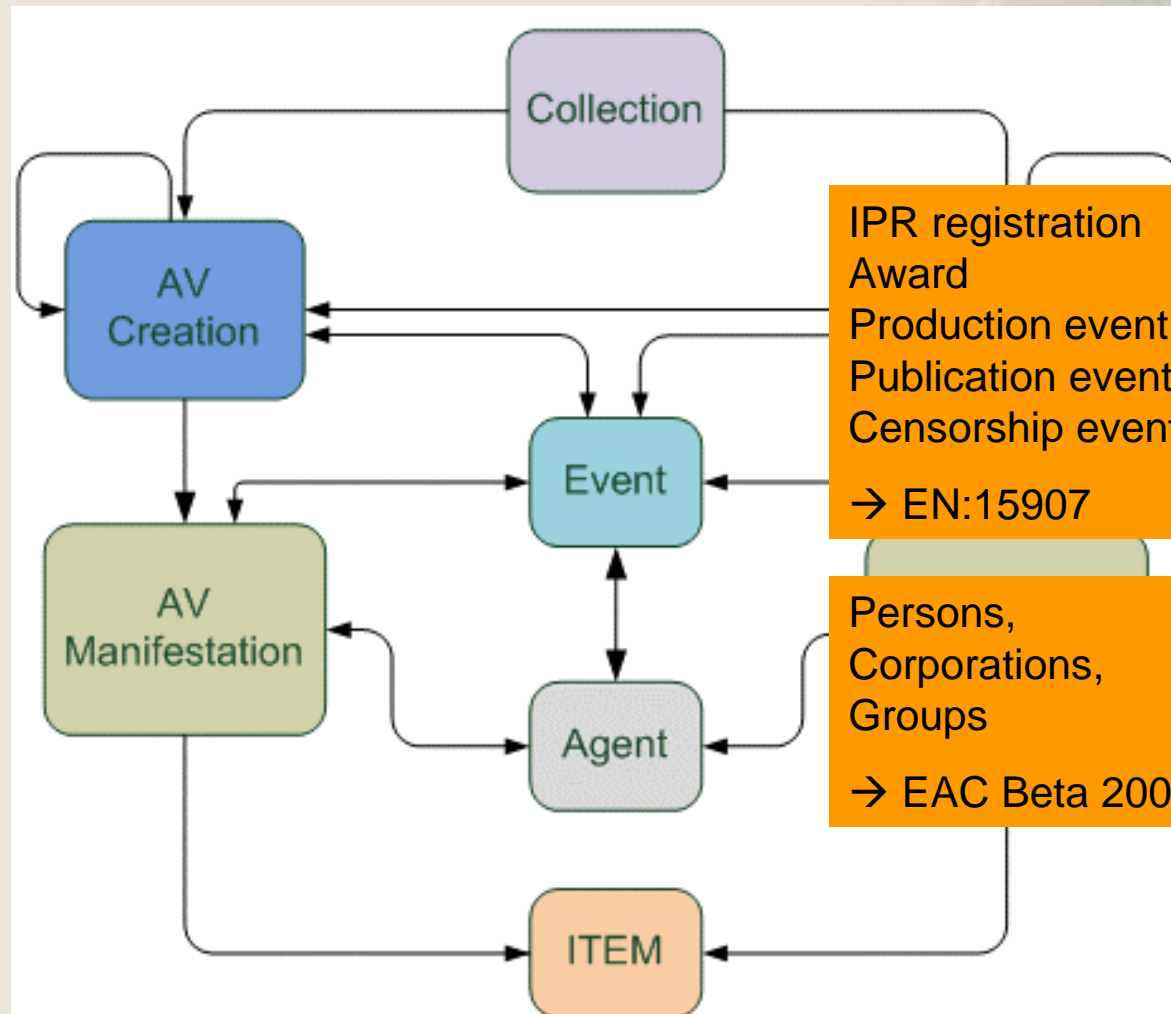 Collection
AV
Creation
IPR registration
Award
Production event
Publication event
Censorship event
→ EN:15907
Event
AV
Manifestation
Persons,
Corporations,
Groups
→ EAC Beta 200
Agent
ITEM